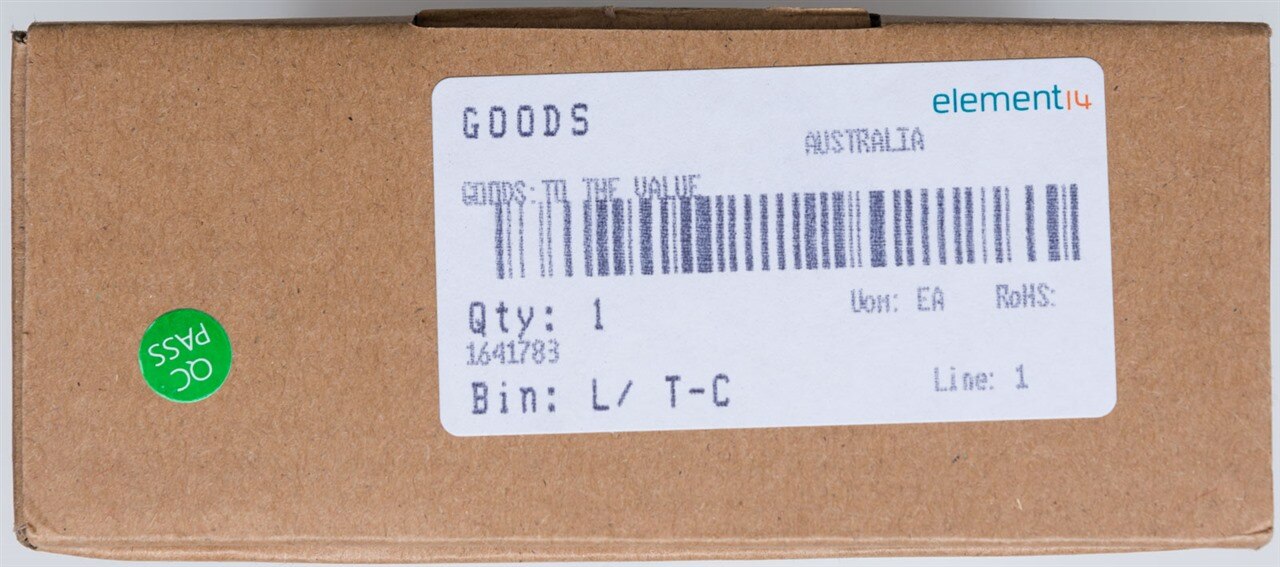 GOODS
element14
AUSTRALIA
GOODS: TO THE VALUE
Qty: 1
Uom: EA
RoHS:
1641783
Bin: L/ T-C
Line: 1
QC
PASS